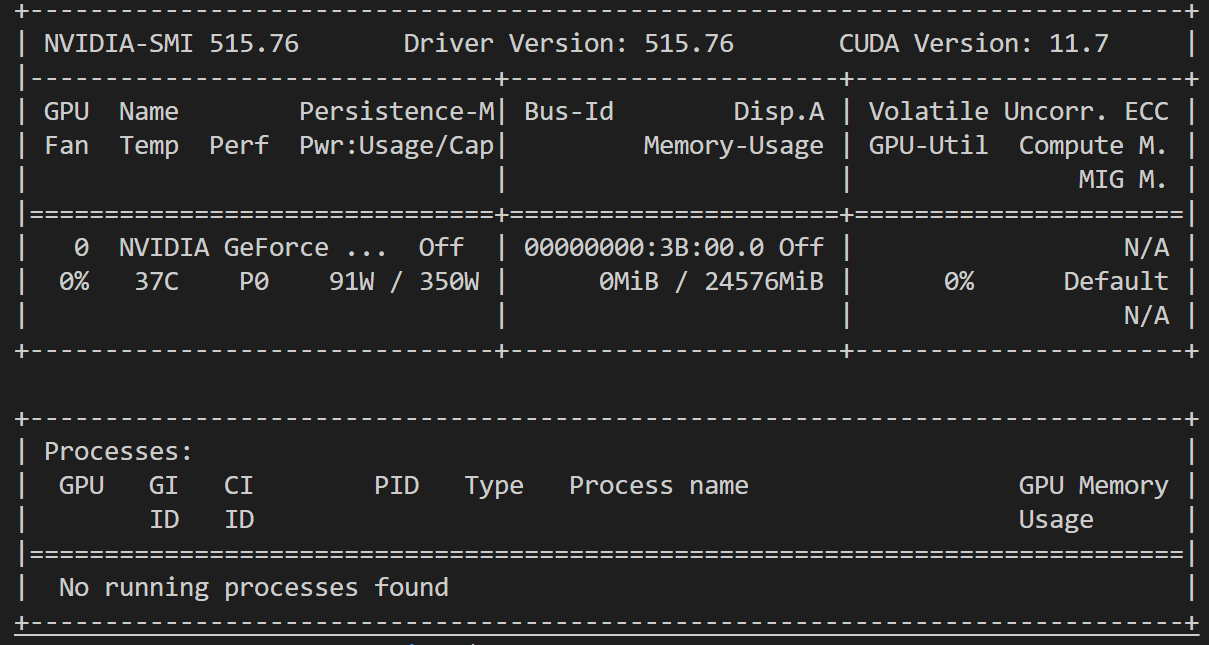 +-----------------------------------------------------------------------------+
| NVIDIA-SMI 515.76       Driver Version: 515.76       CUDA Version: 11.7     |
|-------------------------------+----------------------+----------------------+
| GPU  Name        Persistence-M| Bus-Id        Disp.A | Volatile Uncorr. ECC |
| Fan  Temp  Perf  Pwr:Usage/Cap|         Memory-Usage | GPU-Util  Compute M. |
|                               |                      |               MIG M. |
|===============================+======================+======================|
|   0  NVIDIA GeForce ...  Off  | 00000000:3B:00.0 Off |                  N/A |
|  0%   37C    P0    91W / 350W |      0MiB / 24576MiB |      0%      Default |
|                               |                      |                  N/A |
+-------------------------------+----------------------+----------------------+

+-----------------------------------------------------------------------------+
| Processes:                                                                  |
|  GPU   GI   CI        PID   Type   Process name                  GPU Memory |
|        ID   ID                                                   Usage      |
|=============================================================================|
|  No running processes found                                                 |
+-----------------------------------------------------------------------------+